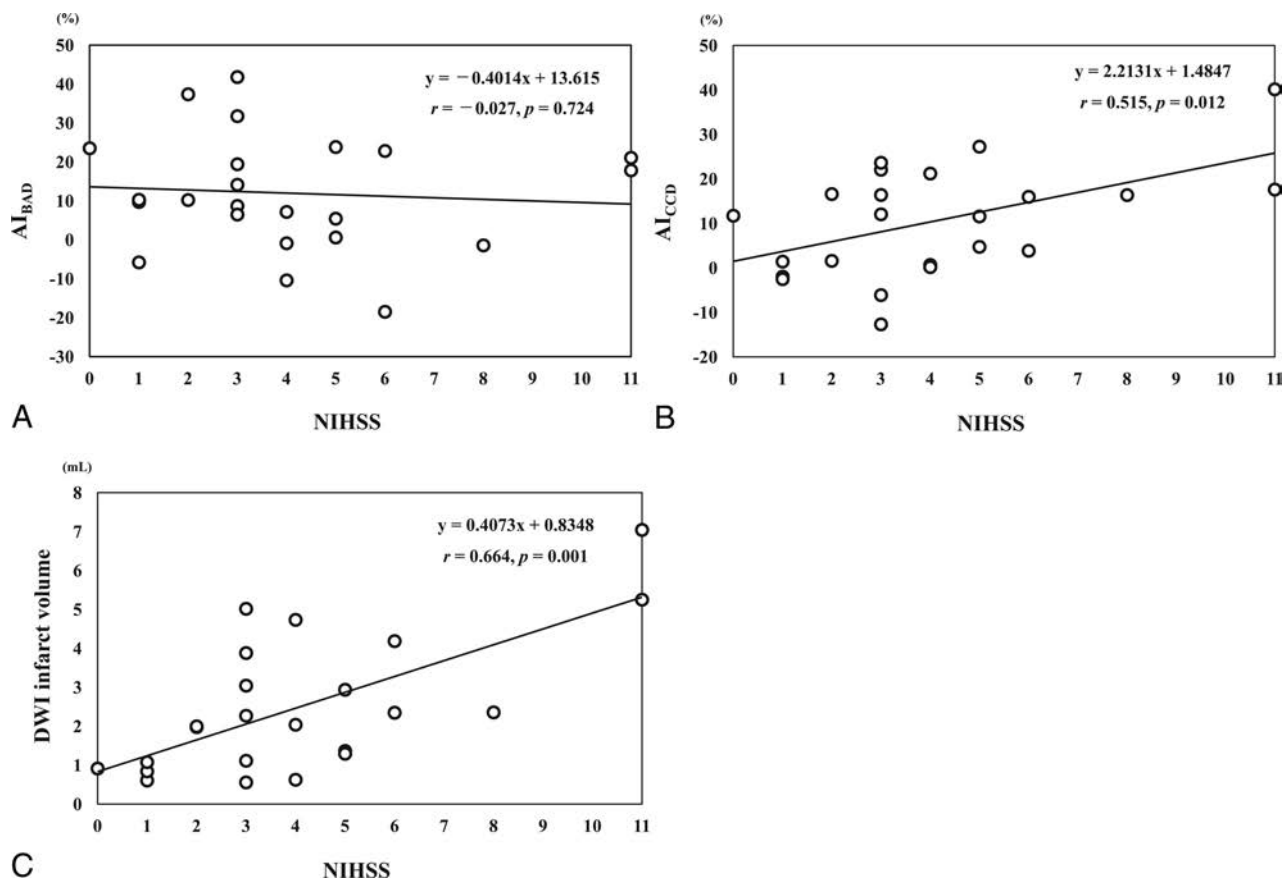 (%)
50
40
30
20
10
0
-10
-20
-30
AI_BAD
y = −0.4014x + 13.615
r = −0.027, p = 0.724
0 1 2 3 4 5 6 7 8 9 10 11
NIHSS
A
(%)
50
40
30
20
10
0
-10
-20
AI_CCD
y = 2.2131x + 1.4847
r = 0.515, p = 0.012
0 1 2 3 4 5 6 7 8 9 10 11
NIHSS
B
(mL)
8
7
6
5
4
3
2
1
0
DWI infarct volume
y = 0.4073x + 0.8348
r = 0.664, p = 0.001
0 1 2 3 4 5 6 7 8 9 10 11
NIHSS
C